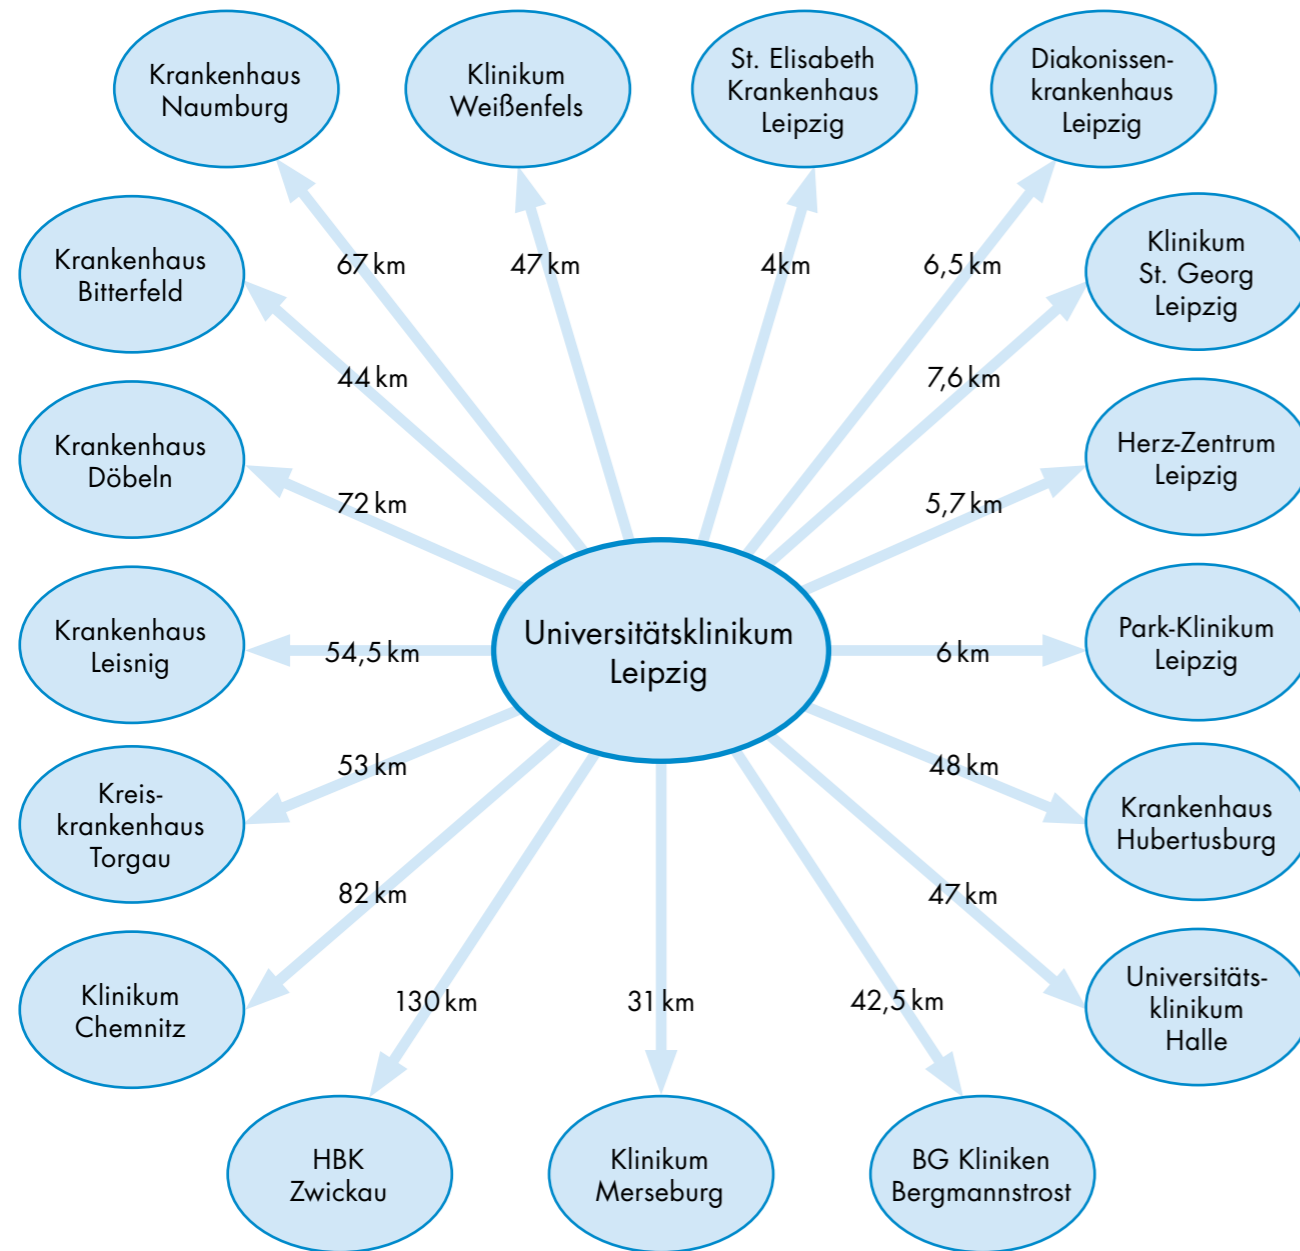 Krankenhaus
Naumburg
Klinikum
Weißenfels
St. Elisabeth
Krankenhaus
Leipzig
Diakonissen-
krankenhaus
Leipzig
Krankenhaus
Bitterfeld
67 km
47 km
4km
6,5 km
Klinikum
St. Georg
Leipzig
44 km
7,6 km
Krankenhaus
Döbeln
72 km
5,7 km
Herz-Zentrum
Leipzig
Krankenhaus
Leisnig
54,5 km
Universitätsklinikum
Leipzig
6 km
Park-Klinikum
Leipzig
Kreis-
krankenhaus
Torgau
53 km
48 km
Krankenhaus
Hubertusburg
82 km
47 km
Klinikum
Chemnitz
130 km
31 km
42,5 km
Universitäts-
klinikum
Halle
HBK
Zwickau
Klinikum
Merseburg
BG Kliniken
Bergmannstrost